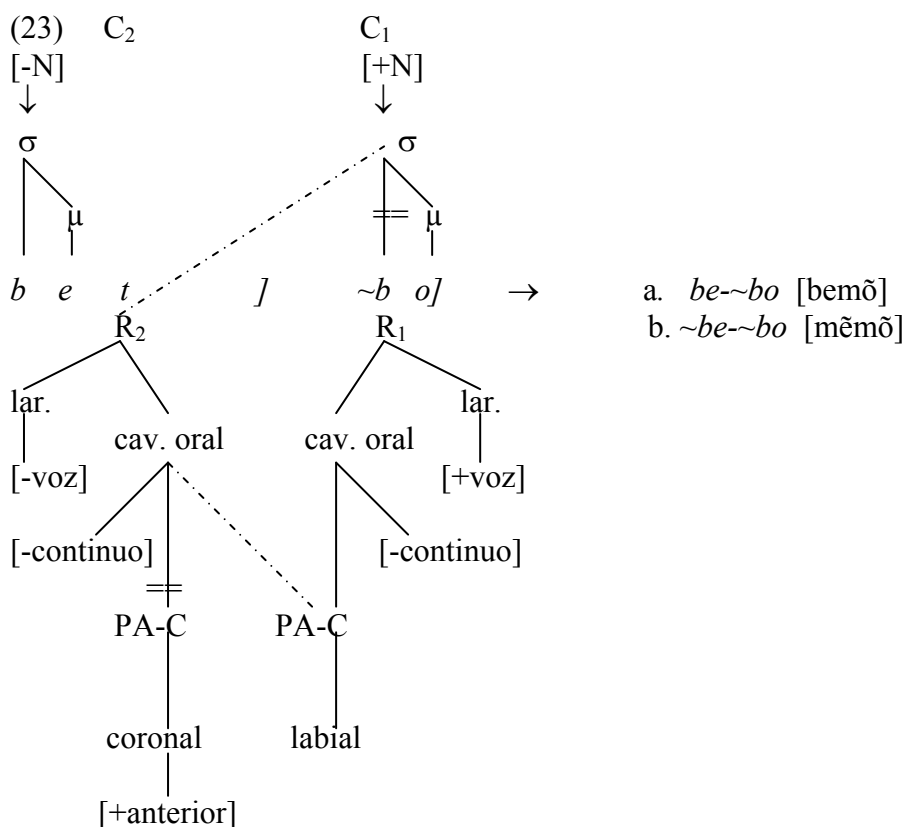 (23) C₂ C₁
[-N] [+N]
↓ ↓
σ σ
μ μ
b e t ] ~b o] → a. be-~bo [bemõ]
R₂ R₁ b. ~be-~bo [mẽmõ]
lar. lar.
cav. oral cav. oral
[-voz] [+voz]
[-continuo] [-continuo]
PA-C PA-C
coronal labial
[+anterior]